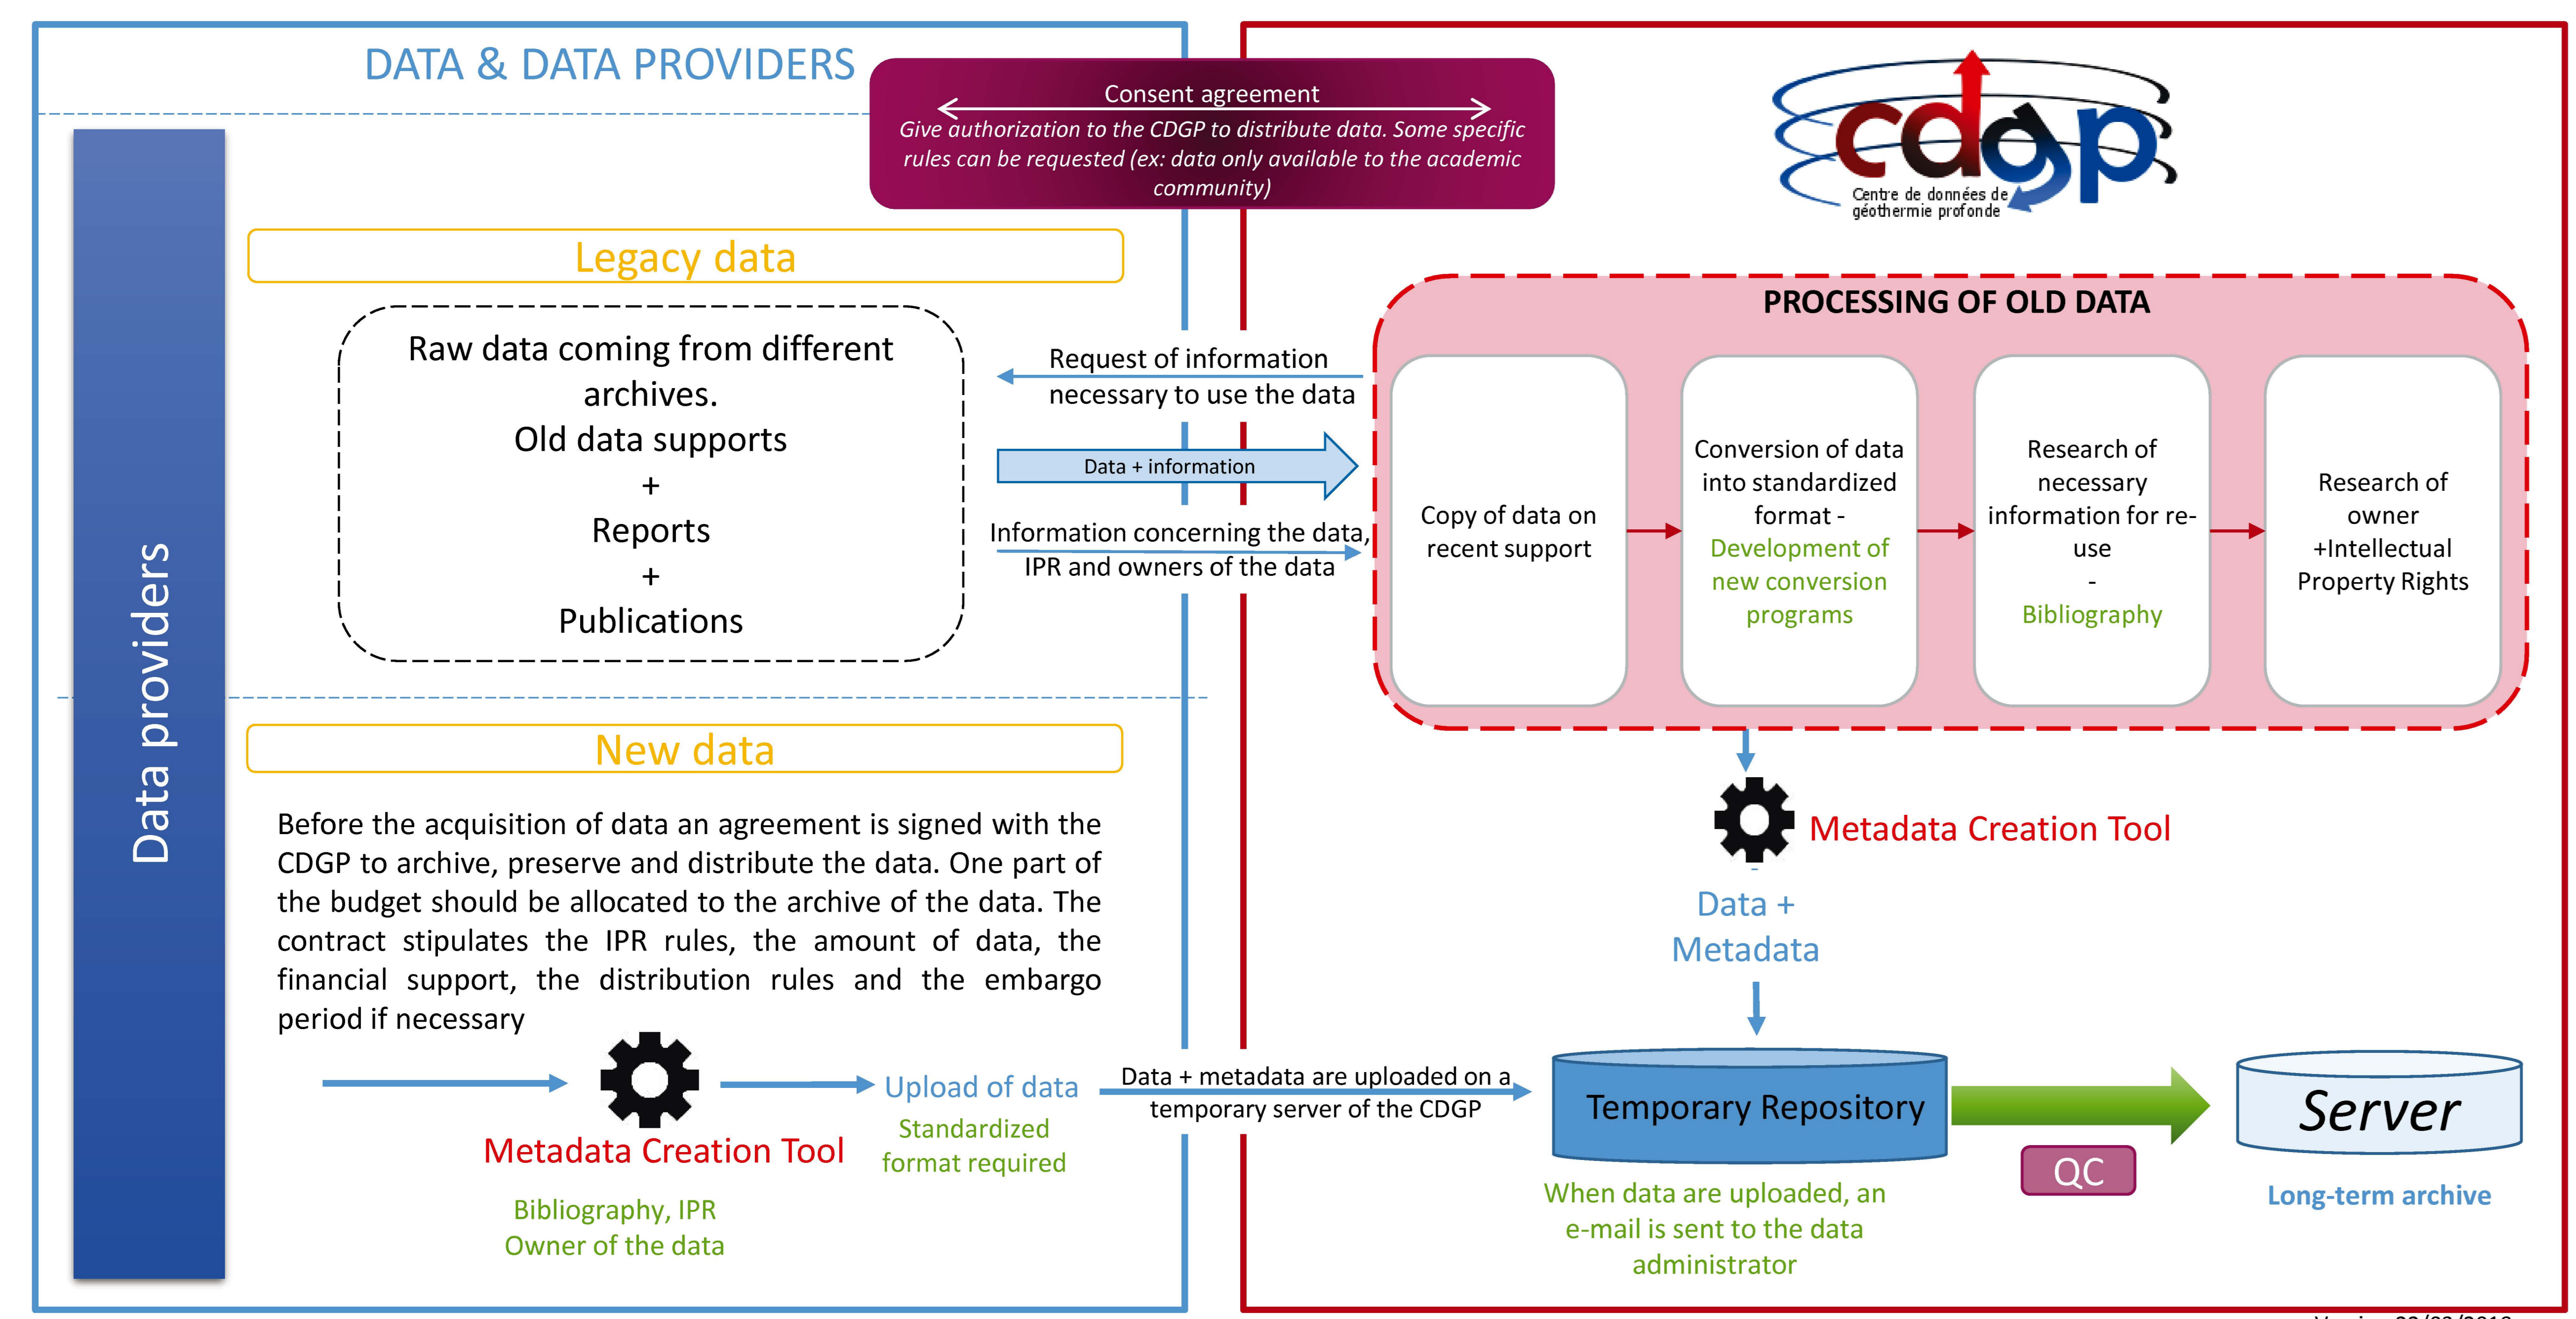 DATA & DATA PROVIDERS
Consent agreement
Give authorization to the CDGP to distribute data. Some specific
rules can be requested (ex: data only available to the academic
community)
cdgp
Centre de données de
géothermie profonde
Data providers
Legacy data
Raw data coming from different
archives.
Old data supports
+
Reports
+
Publications
Request of information
necessary to use the data
Data + information
Information concerning the data,
IPR and owners of the data
PROCESSING OF OLD DATA
Copy of data on
recent support
Conversion of data
into standardized
format -
Development of
new conversion
programs
Research of
necessary
information for re-
use
-
Bibliography
Research of
owner
+Intellectual
Property Rights
Metadata Creation Tool
Data +
Metadata
New data
Before the acquisition of data an agreement is signed with the
CDGP to archive, preserve and distribute the data. One part of
the budget should be allocated to the archive of the data. The
contract stipulates the IPR rules, the amount of data, the
financial support, the distribution rules and the embargo
period if necessary
Metadata Creation Tool
Bibliography, IPR
Owner of the data
Upload of data
Standardized
format required
Data + metadata are uploaded on a
temporary server of the CDGP
Temporary Repository
When data are uploaded, an
e-mail is sent to the data
administrator
QC
Server
Long-term archive